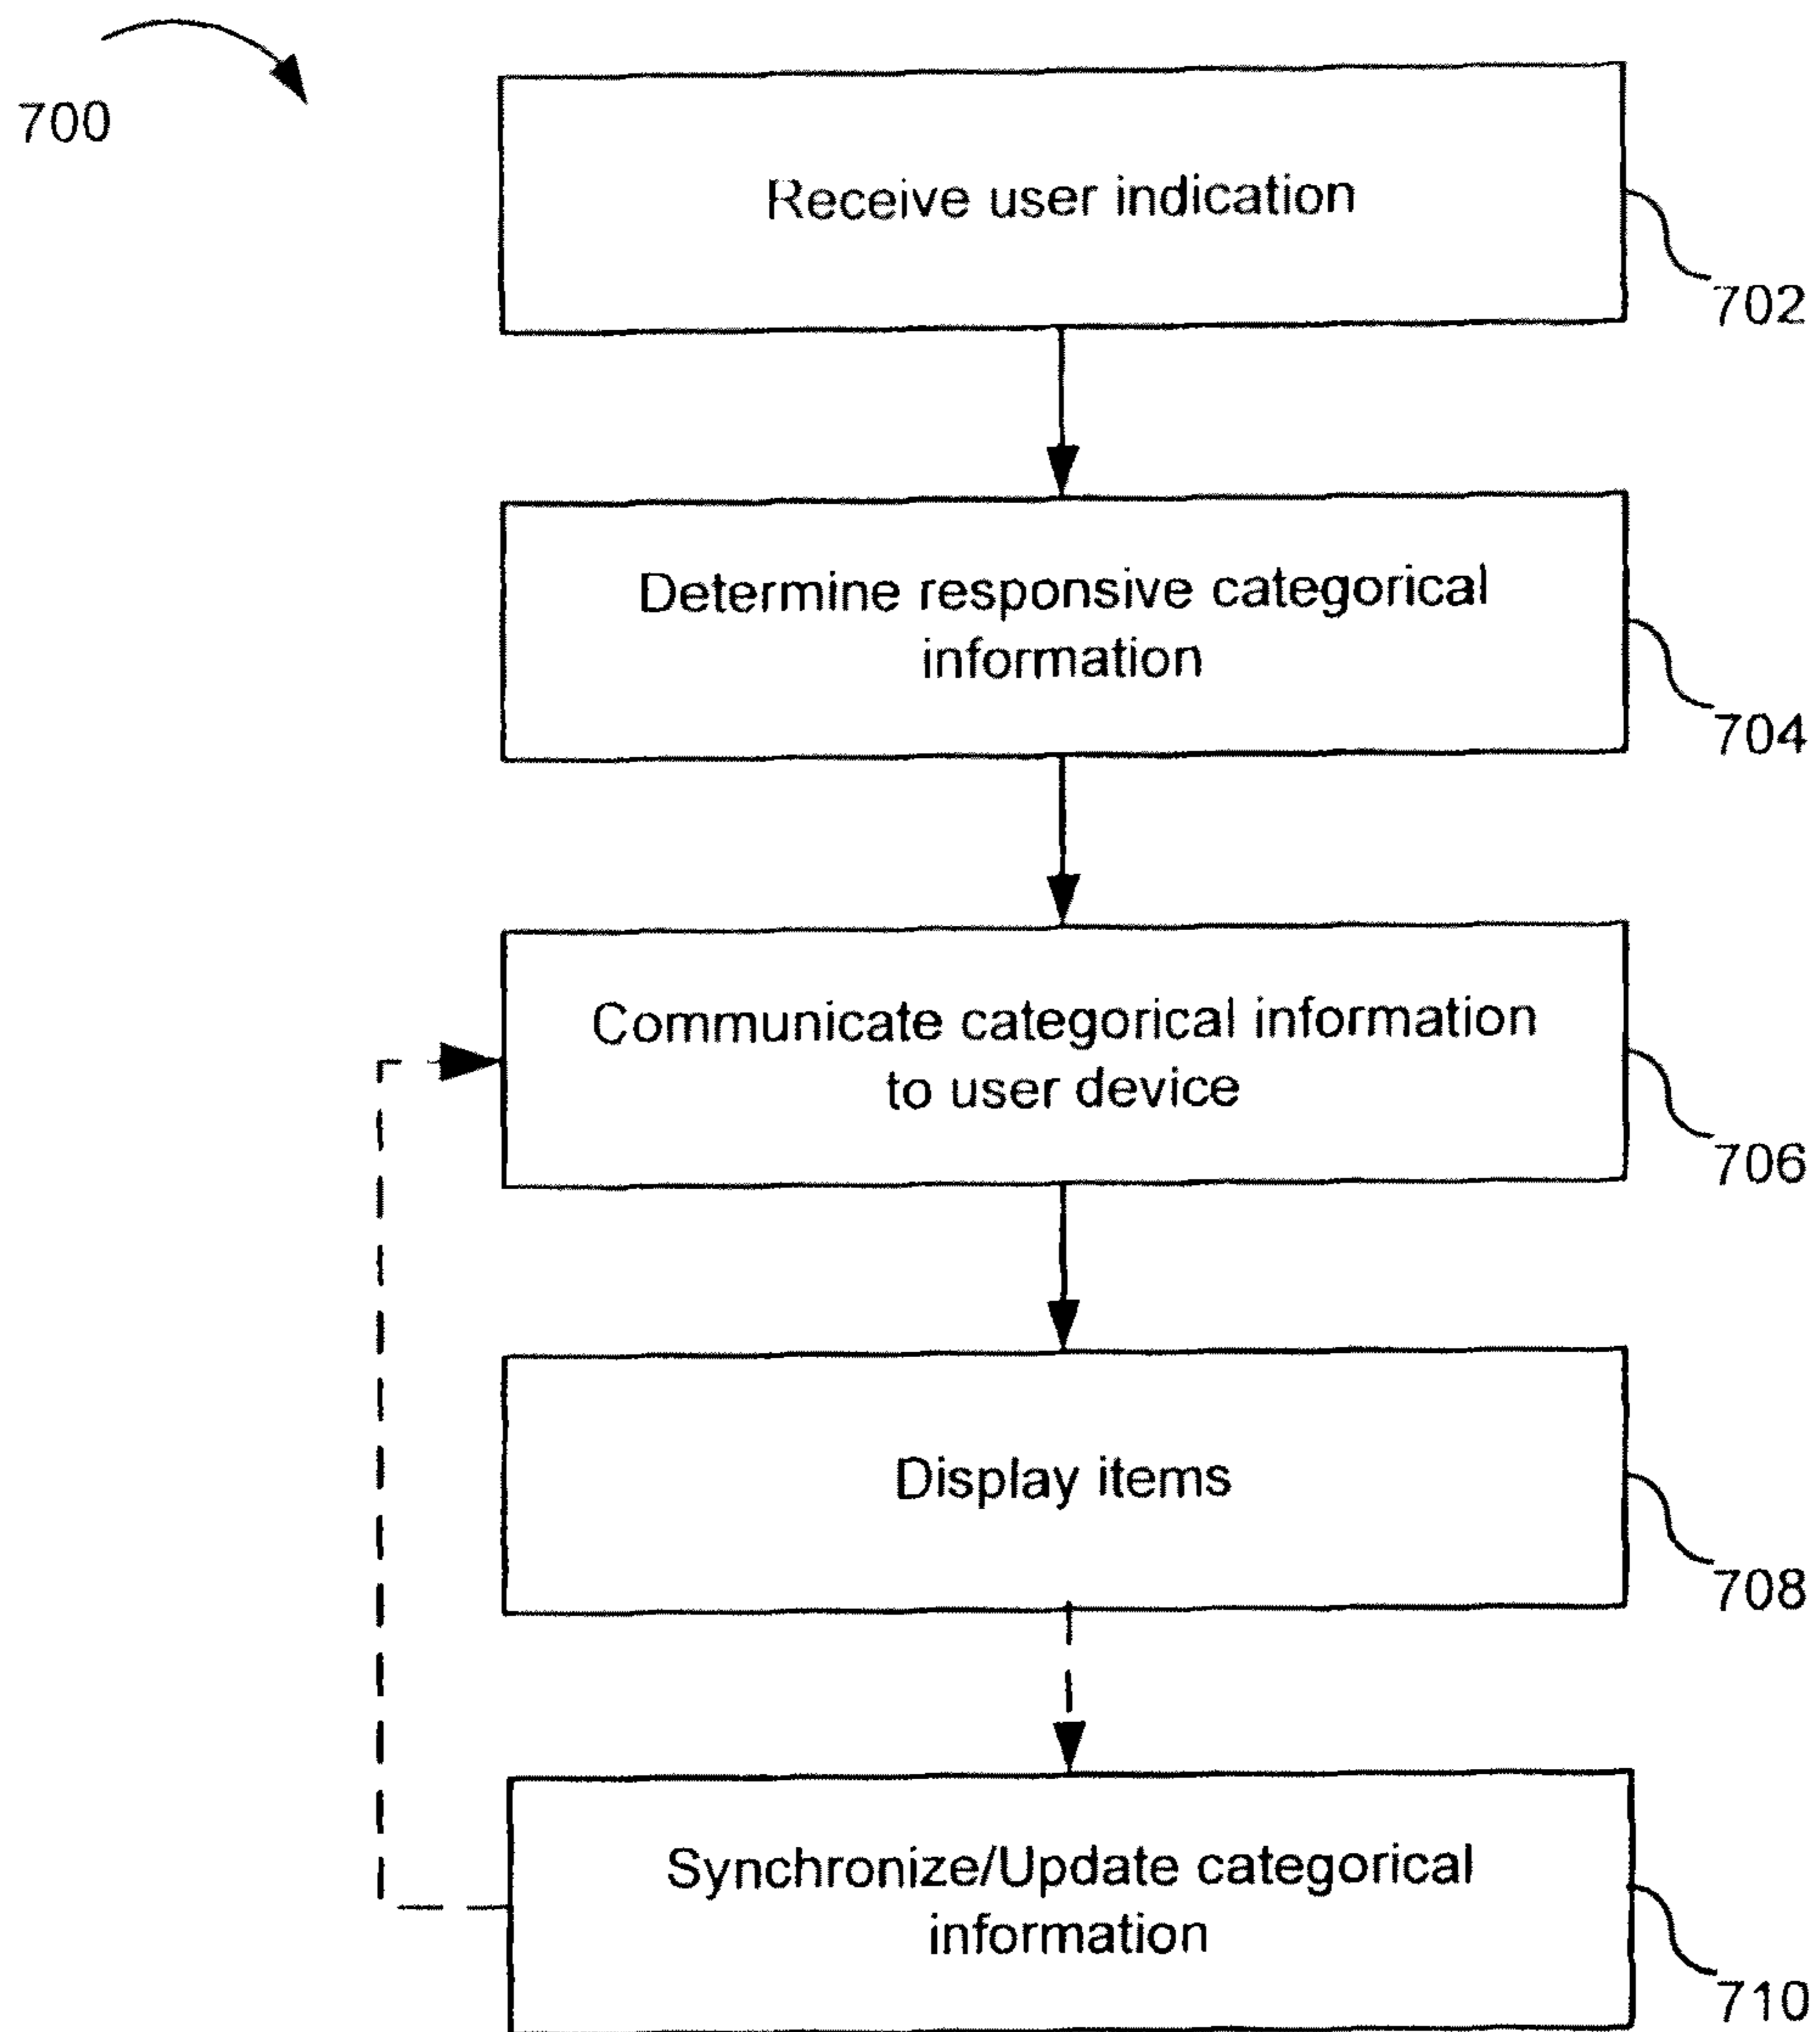 700
Receive user indication
702
Determine responsive categorical
information
704
Communicate categorical information
to user device
706
Display items
708
Synchronize/Update categorical
information
710